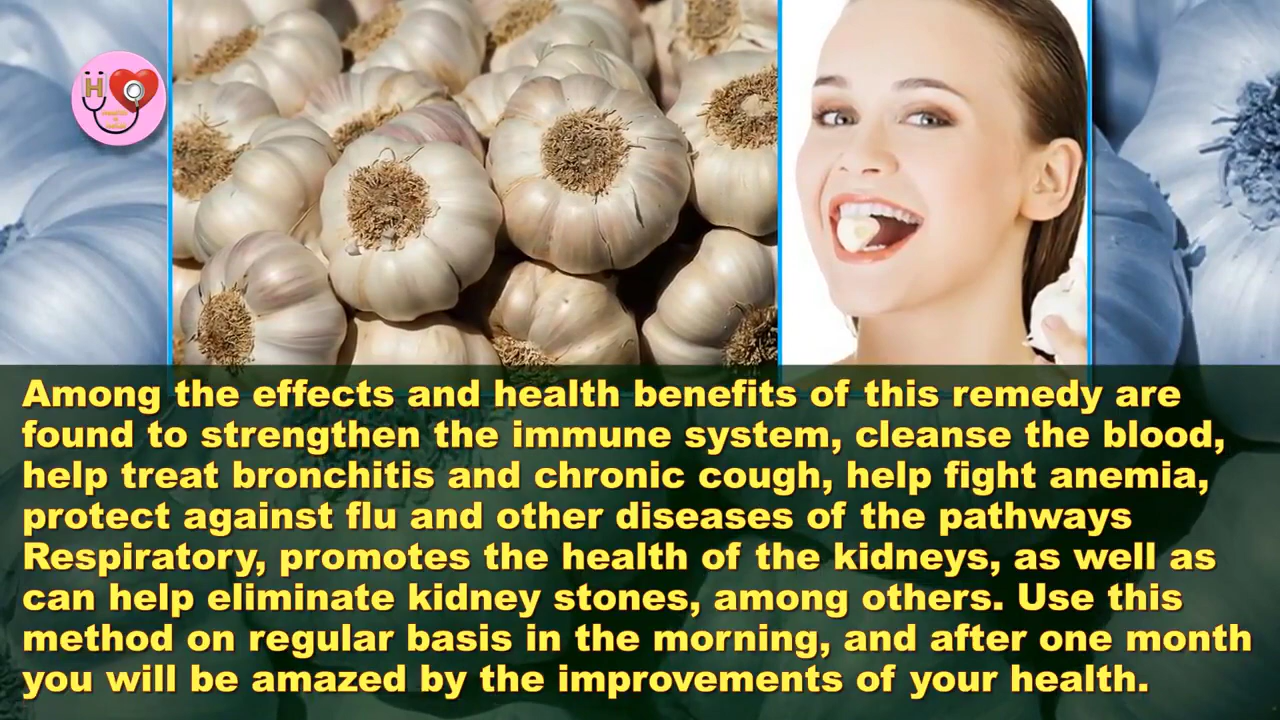 H
Among the effects and health benefits of this remedy are
found to strengthen the immune system, cleanse the blood,
help treat bronchitis and chronic cough, help fight anemia,
protect against flu and other diseases of the pathways
Respiratory, promotes the health of the kidneys, as well as
can help eliminate kidney stones, among others. Use this
method on regular basis in the morning, and after one month
you will be amazed by the improvements of your health.